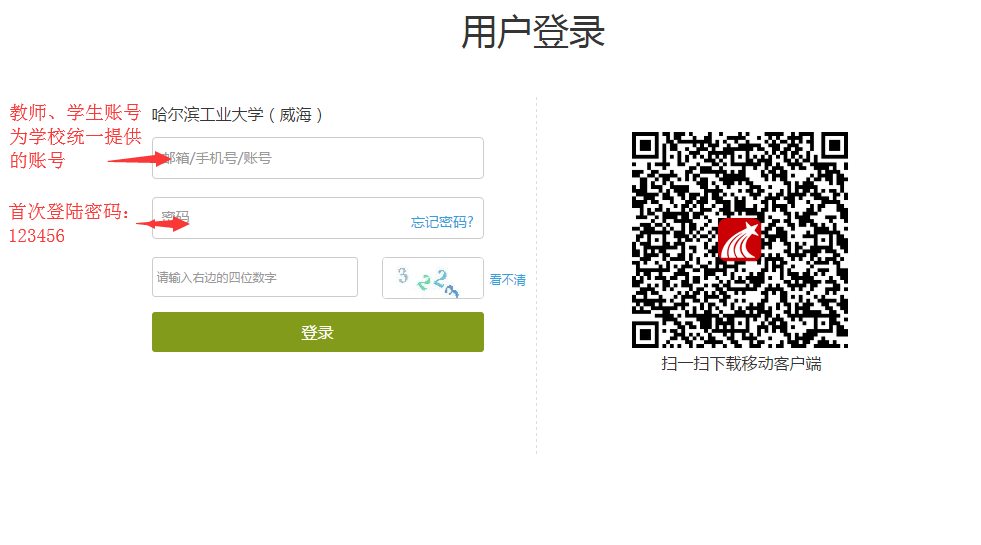 用户登录
教师、学生账号
为学校统一提供
的账号
哈尔滨工业大学（威海）
邮箱/手机号/账号
首次登陆密码：
123456
密码
忘记密码?
请输入右边的四位数字
3223
看不清
登录
扫一扫下载移动客户端